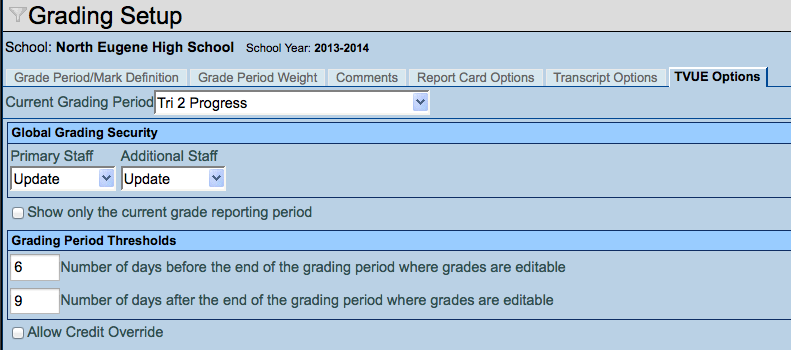 Grading Setup
School: North Eugene High School School Year: 2013-2014
Grade Period/Mark Definition Grade Period Weight Comments Report Card Options Transcript Options TVUE Options
Current Grading Period Tri 2 Progress
Global Grading Security
Primary Staff Additional Staff
Update Update
Show only the current grade reporting period
Grading Period Thresholds
6 Number of days before the end of the grading period where grades are editable
9 Number of days after the end of the grading period where grades are editable
Allow Credit Override